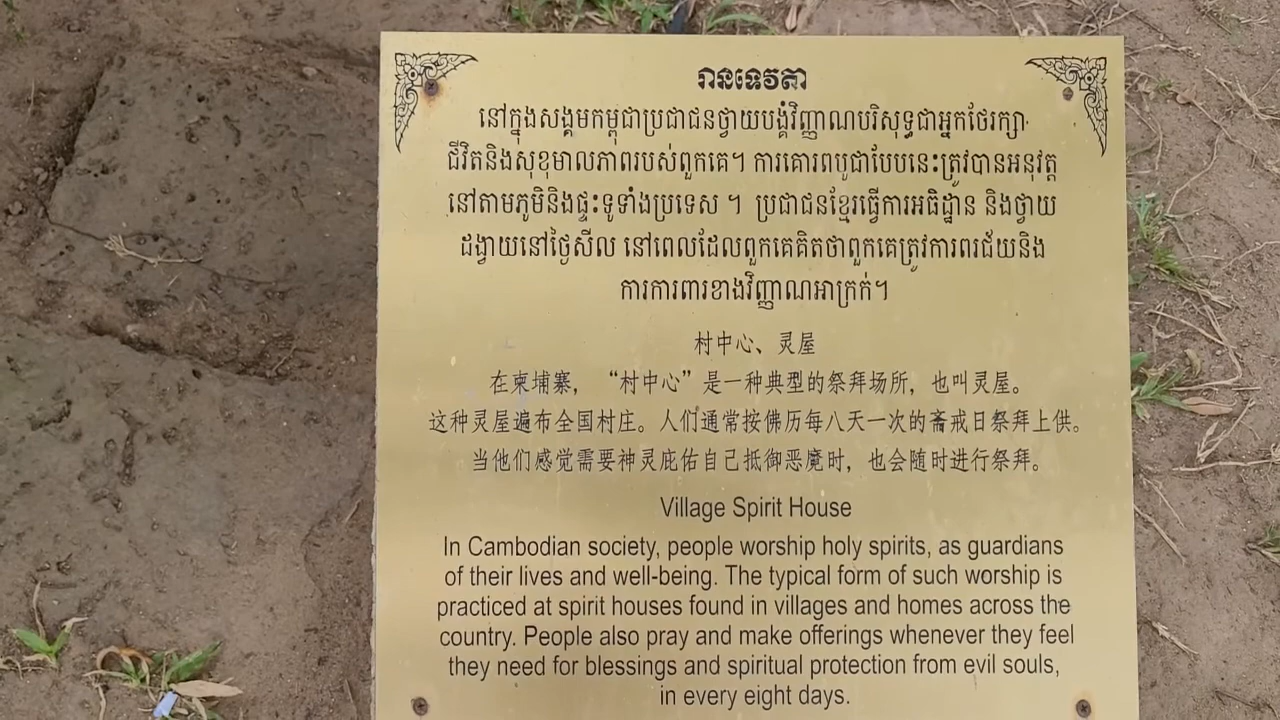 រានទេវតា
នៅក្នុងសង្គមកម្ពុជាប្រជាជនថ្វាយបង្គំវិញ្ញាណបរិសុទ្ធជាអ្នកថែរក្សា
ជីវិតនិងសុខុមាលភាពរបស់ពួកគេ។ ការគោរពបូជាបែបនេះត្រូវបានអនុវត្ត
នៅតាមភូមិនិងផ្ទះទូទាំងប្រទេស ។ ប្រជាជនខ្មែរធ្វើការអធិដ្ឋាន និងថ្វាយ
ដង្វាយនៅថ្ងៃសីល នៅពេលដែលពួកគេគិតថាពួកគេត្រូវការពរជ័យនិង
ការការពារខាងវិញ្ញាណអាក្រក់។
村中心、灵屋
在柬埔寨，“村中心”是一种典型的祭拜场所，也叫灵屋。
这种灵屋遍布全国村庄。人们通常按佛历每八天一次的斋戒日祭拜上供。
当他们感觉需要神灵庇佑自己抵御恶魔时，也会随时进行祭拜。
Village Spirit House
In Cambodian society, people worship holy spirits, as guardians
of their lives and well-being. The typical form of such worship is
practiced at spirit houses found in villages and homes across the
country. People also pray and make offerings whenever they feel
they need for blessings and spiritual protection from evil souls,
in every eight days.